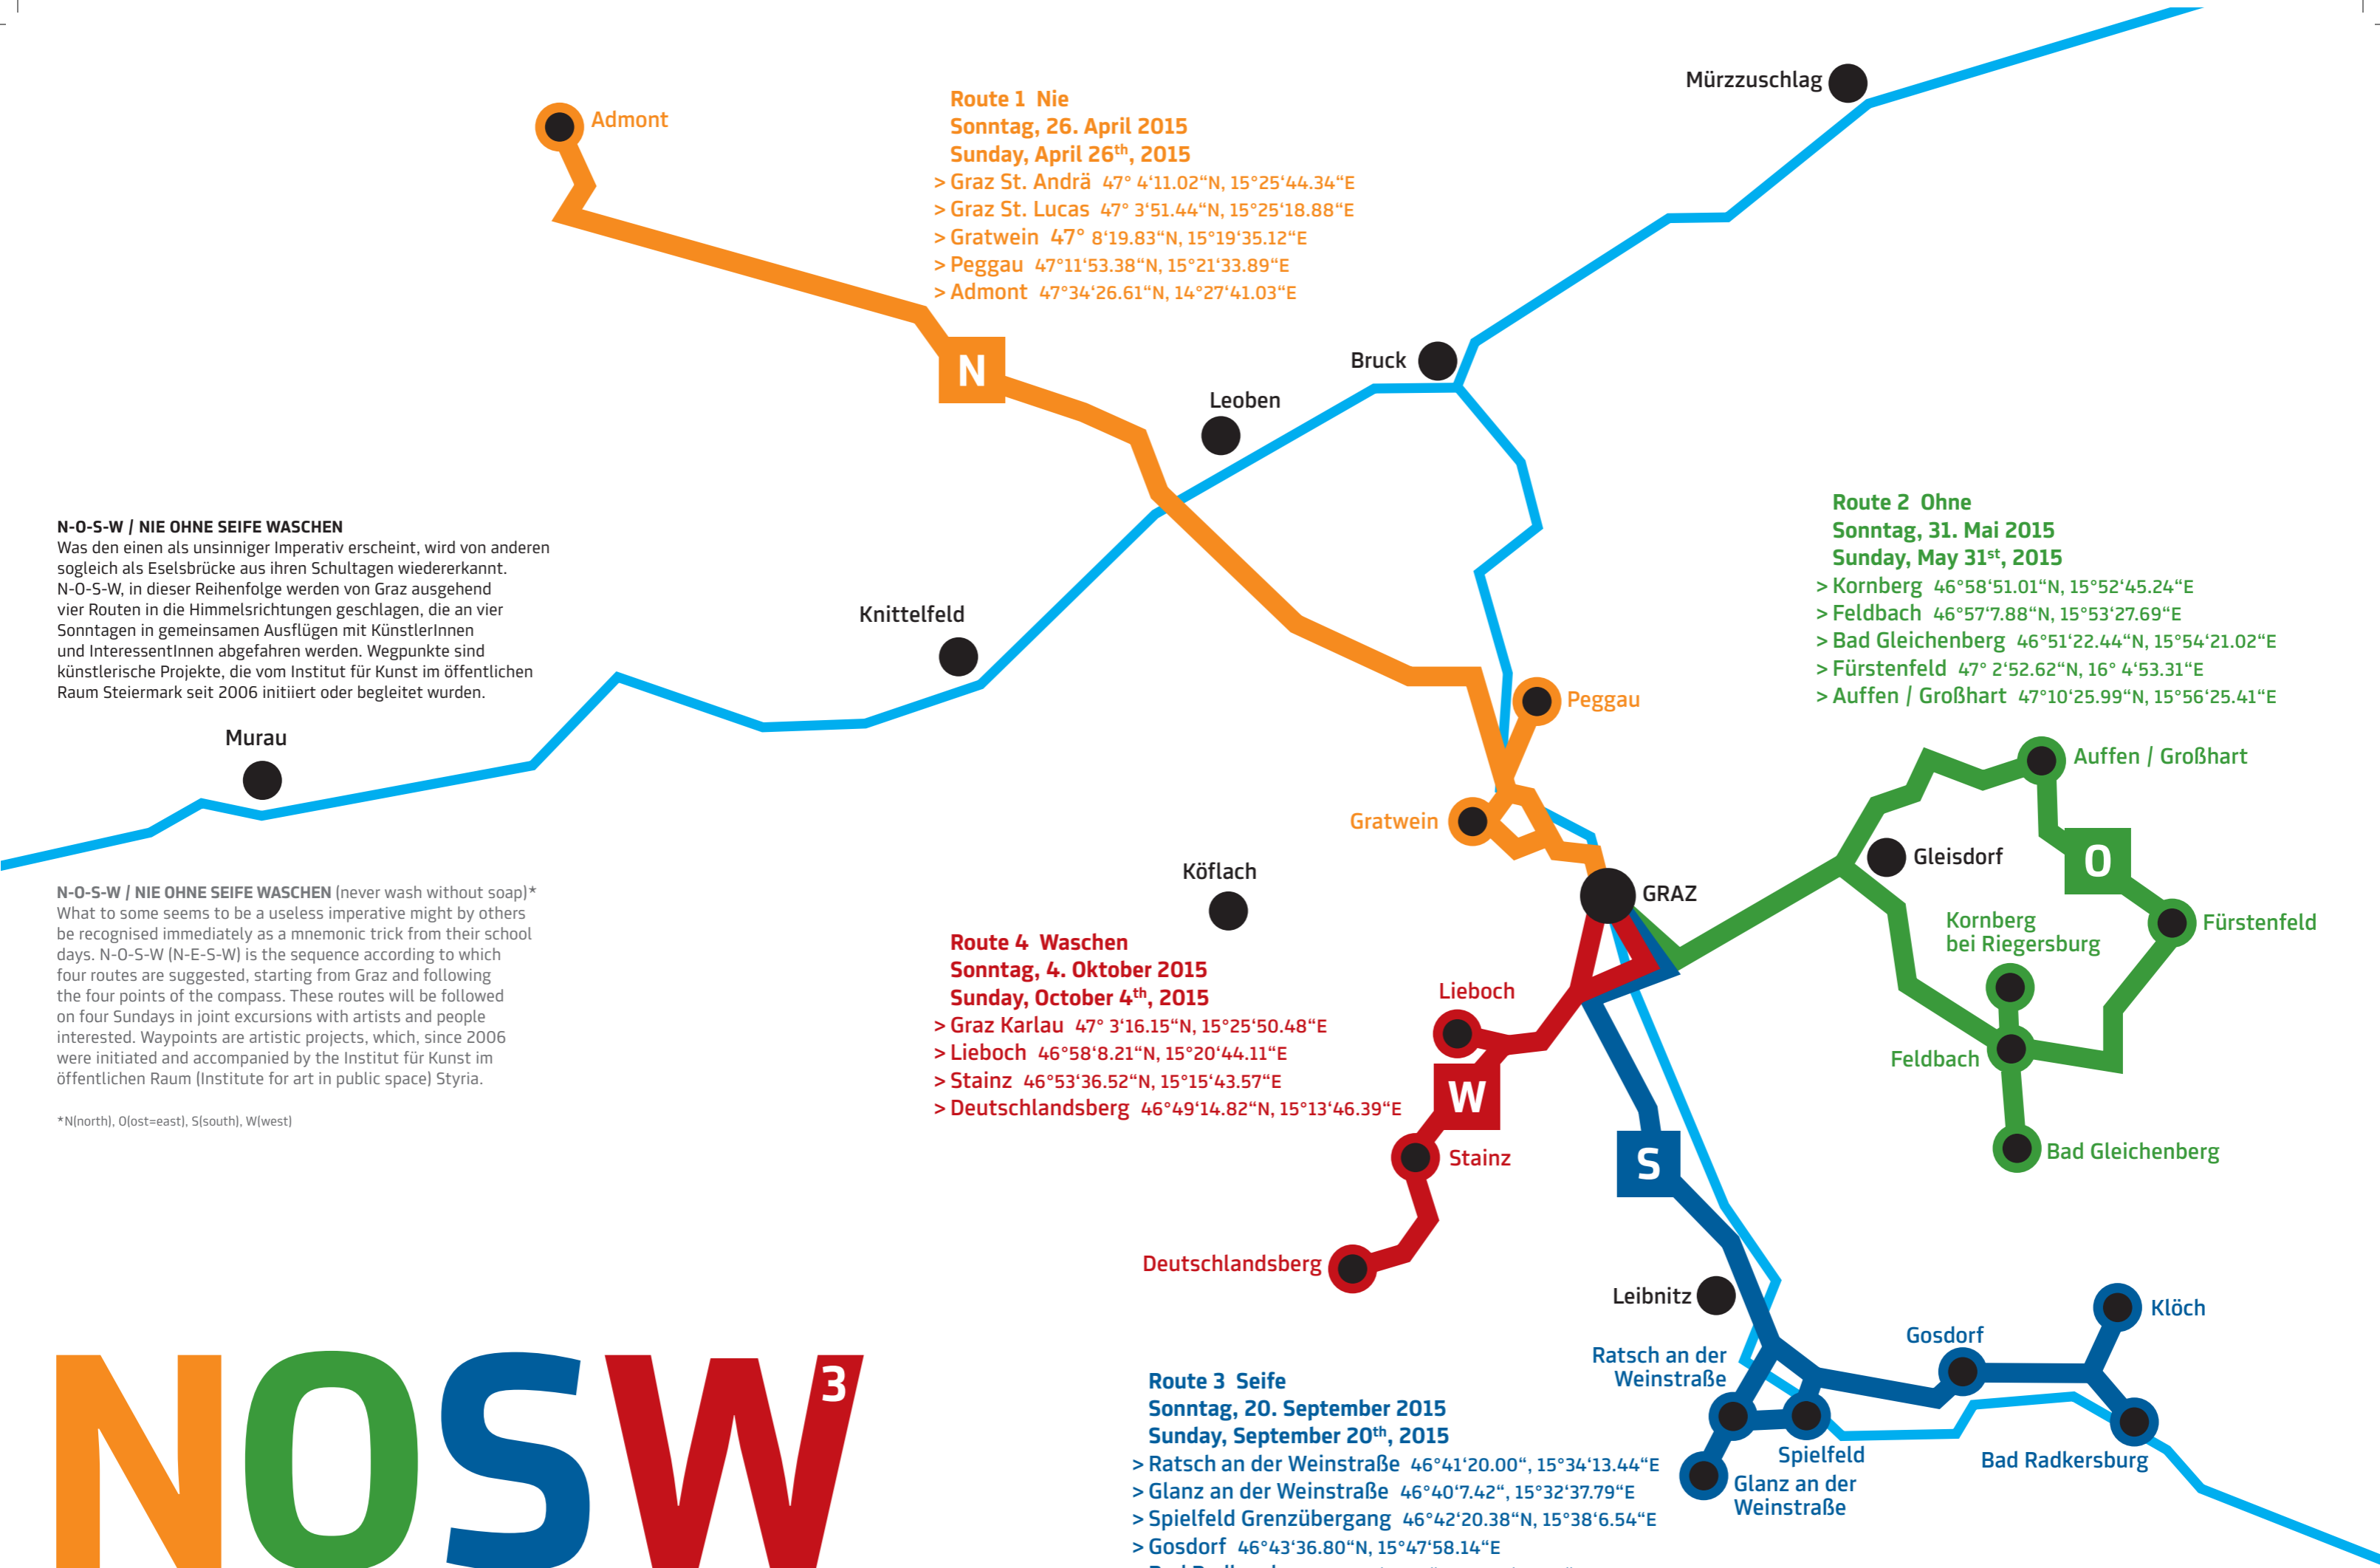 Mürzzuschlag
Admont
Route 1 Nie
Sonntag, 26. April 2015
Sunday, April 26th, 2015
> Graz St. Andrä 47° 4‘11.02“N, 15°25‘44.34“E
> Graz St. Lucas 47° 3‘51.44“N, 15°25‘18.88“E
> Gratwein 47° 8‘19.83“N, 15°19‘35.12“E
> Peggau 47°11‘53.38“N, 15°21‘33.89“E
> Admont 47°34‘26.61“N, 14°27‘41.03“E
N
Bruck
Leoben
N-O-S-W / NIE OHNE SEIFE WASCHEN
Was den einen als unsinniger Imperativ erscheint, wird von anderen
sogleich als Eselsbrücke aus ihren Schultagen wiedererkannt.
N-O-S-W, in dieser Reihenfolge werden von Graz ausgehend
vier Routen in die Himmelsrichtungen geschlagen, die an vier
Sonntagen in gemeinsamen Ausflügen mit KünstlerInnen
und InteressentInnen abgefahren werden. Wegpunkte sind
künstlerische Projekte, die vom Institut für Kunst im öffentlichen
Raum Steiermark seit 2006 initiiert oder begleitet wurden.
Knittelfeld
Murau
Route 2 Ohne
Sonntag, 31. Mai 2015
Sunday, May 31st, 2015
> Kornberg 46°58‘51.01“N, 15°52‘45.24“E
> Feldbach 46°57‘7.88“N, 15°53‘27.69“E
> Bad Gleichenberg 46°51‘22.44“N, 15°54‘21.02“E
> Fürstenfeld 47° 2‘52.62“N, 16° 4‘53.31“E
> Auffen / Großhart 47°10‘25.99“N, 15°56‘25.41“E
Peggau
Auffen / Großhart
Gratwein
Gleisdorf
O
Köflach
GRAZ
Kornberg
bei Riegersburg
Fürstenfeld
N-O-S-W / NIE OHNE SEIFE WASCHEN (never wash without soap)*
What to some seems to be a useless imperative might by others
be recognised immediately as a mnemonic trick from their school
days. N-O-S-W (N-E-S-W) is the sequence according to which
four routes are suggested, starting from Graz and following
the four points of the compass. These routes will be followed
on four Sundays in joint excursions with artists and people
interested. Waypoints are artistic projects, which, since 2006
were initiated and accompanied by the Institut für Kunst im
öffentlichen Raum (Institute for art in public space) Styria.
*N(north), O(ost=east), S(south), W(west)
Route 4 Waschen
Sonntag, 4. Oktober 2015
Sunday, October 4th, 2015
> Graz Karlau 47° 3‘16.15“N, 15°25‘50.48“E
> Lieboch 46°58‘8.21“N, 15°20‘44.11“E
> Stainz 46°53‘36.52“N, 15°15‘43.57“E
> Deutschlandsberg 46°49‘14.82“N, 15°13‘46.39“E
Lieboch
Feldbach
W
Stainz
S
Bad Gleichenberg
Deutschlandsberg
Leibnitz
Klöch
Gosdorf
Ratsch an der
Weinstraße
Spielfeld
Bad Radkersburg
Glanz an der
Weinstraße
NOSW3
Route 3 Seife
Sonntag, 20. September 2015
Sunday, September 20th, 2015
> Ratsch an der Weinstraße 46°41‘20.00“, 15°34‘13.44“E
> Glanz an der Weinstraße 46°40‘7.42“, 15°32‘37.79“E
> Spielfeld Grenzübergang 46°42‘20.38“N, 15°38‘6.54“E
> Gosdorf 46°43‘36.80“N, 15°47‘58.14“E